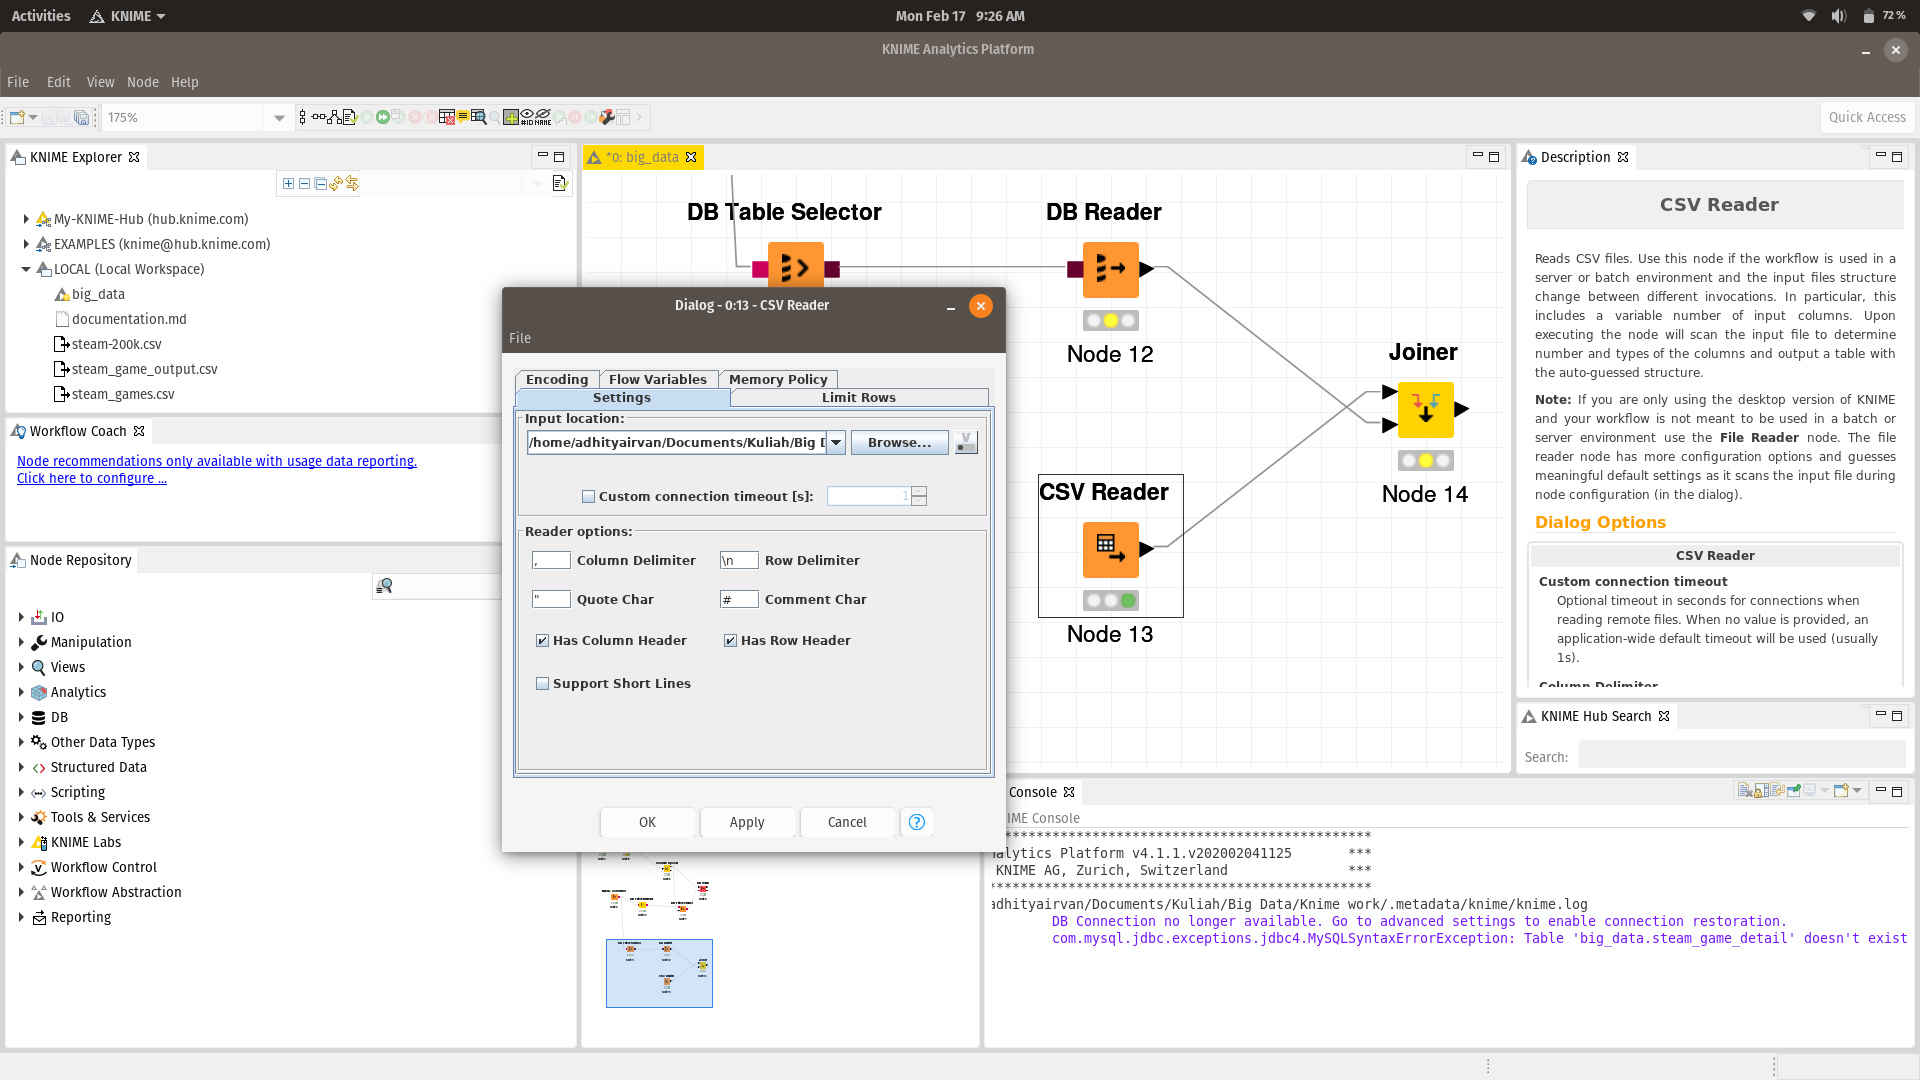 Activities
KNIME
Mon Feb 17 9:26 AM
72 %
KNIME Analytics Platform
File Edit View Node Help
175%
Quick Access
KNIME Explorer
My-KNIME-Hub (hub.knime.com)
EXAMPLES (knime@hub.knime.com)
LOCAL (Local Workspace)
big_data
documentation.md
steam-200k.csv
steam_game_output.csv
steam_games.csv
Workflow Coach
Node recommendations only available with usage data reporting.
Click here to configure ...
Node Repository
IO
Manipulation
Views
Analytics
DB
Other Data Types
Structured Data
Scripting
Tools & Services
KNIME Labs
Workflow Control
Workflow Abstraction
Reporting
*0: big_data
DB Table Selector
DB Reader
Node 12
Joiner
Node 14
CSV Reader
Node 13
Dialog - 0:13 - CSV Reader
File
Encoding Flow Variables Memory Policy
Settings Limit Rows
Input location:
/home/adhityairvan/Documents/Kuliah/Big D
Browse...
Custom connection timeout [s]: 1
Reader options:
, Column Delimiter \n Row Delimiter
" Quote Char # Comment Char
Has Column Header Has Row Header
Support Short Lines
OK Apply Cancel ?
Description
CSV Reader
Reads CSV files. Use this node if the workflow is used in a
server or batch environment and the input files structure
change between different invocations. In particular, this
includes a variable number of input columns. Upon
executing the node will scan the input file to determine
number and types of the columns and output a table with
the auto-guessed structure.
Note: If you are only using the desktop version of KNIME
and your workflow is not meant to be used in a batch or
server environment use the File Reader node. The file
reader node has more configuration options and guesses
meaningful default settings as it scans the input file during
node configuration (in the dialog).
Dialog Options
CSV Reader
Custom connection timeout
Optional timeout in seconds for connections when
reading remote files. When no value is provided, an
application-wide default timeout will be used (usually
1s).
Column Delimiter
KNIME Hub Search
Search:
Console
IME Console
********************************************
alytics Platform v4.1.1.v202002041125 ***
KNIME AG, Zurich, Switzerland ***
********************************************
adhityairvan/Documents/Kuliah/Big Data/Knime work/.metadata/knime/knime.log
DB Connection no longer available. Go to advanced settings to enable connection restoration.
com.mysql.jdbc.exceptions.jdbc4.MySQLSyntaxErrorException: Table 'big_data.steam_game_detail' doesn't exist